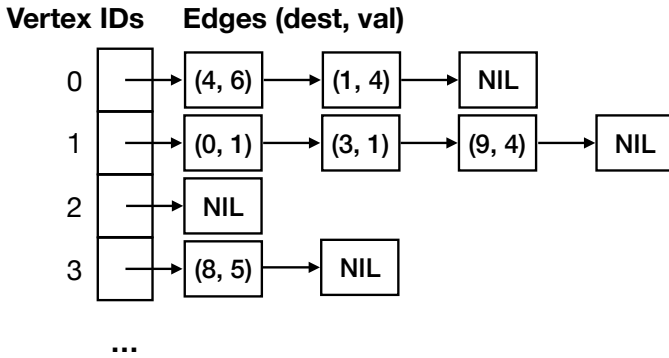 Vertex IDs Edges (dest, val)
0 (4, 6) (1, 4) NIL
1 (0, 1) (3, 1) (9, 4) NIL
2 NIL
3 (8, 5) NIL
...